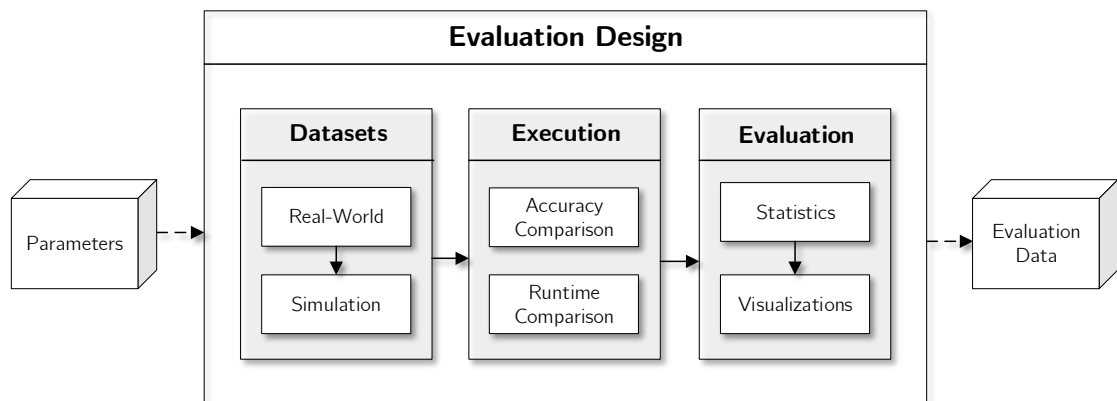 Evaluation Design
Parameters
Datasets
Real-World
Simulation
Execution
Accuracy
Comparison
Runtime
Comparison
Evaluation
Statistics
Visualizations
Evaluation
Data